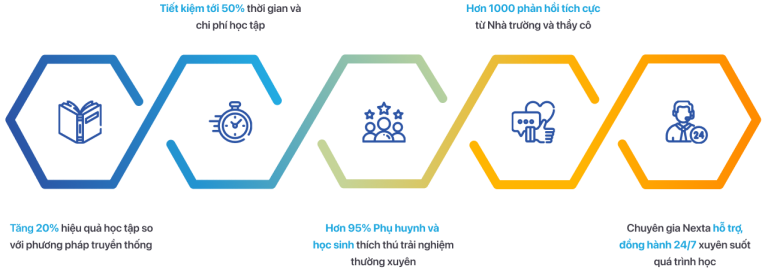 Tiết kiệm tới 50% thời gian và
chi phí học tập
Hơn 1000 phản hồi tích cực
từ Nhà trường và thầy cô
24
Tăng 20% hiệu quả học tập so
với phương pháp truyền thống
Hơn 95% Phụ huynh và
học sinh thích thú trải nghiệm
thường xuyên
Chuyên gia Nexta hỗ trợ,
đồng hành 24/7 xuyên suốt
quá trình học